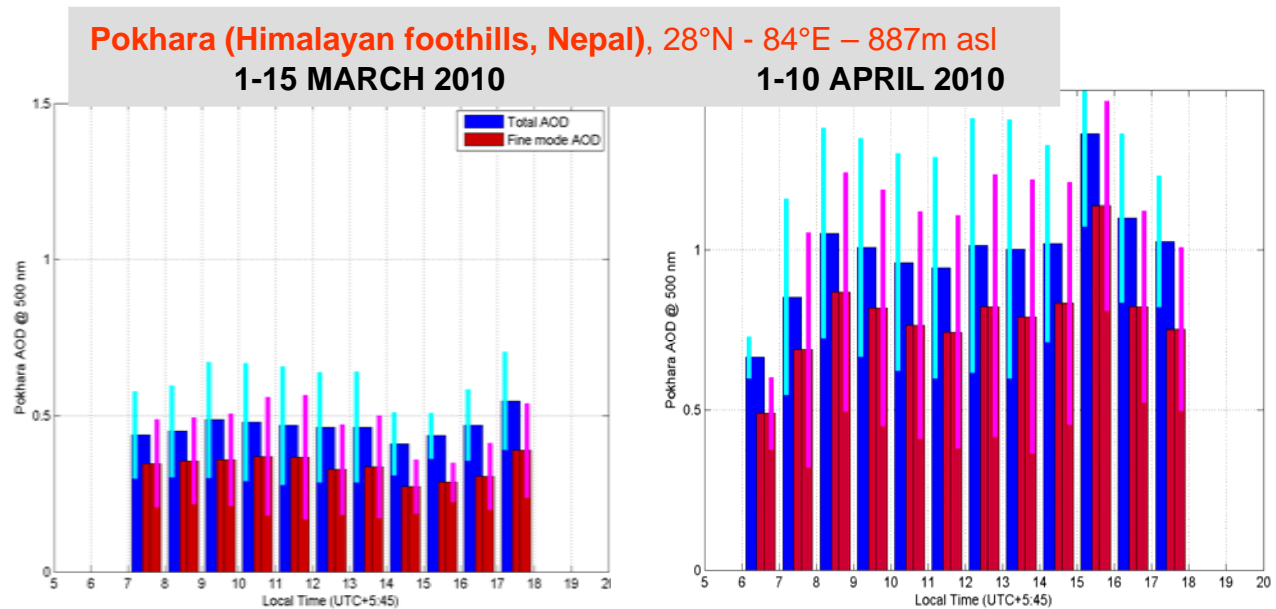 Pokhara (Himalayan foothills, Nepal), 28°N - 84°E – 887m asl
1-15 MARCH 2010
1-10 APRIL 2010
1.5
1
0.5
0
Pokhara AOD @ 500 nm
Total AOD
Fine mode AOD
5 6 7 8 9 10 11 12 13 14 15 16 17 18 19
Local Time (UTC+5:45)
1
0.5
0
Pokhara AOD @ 500 nm
5 6 7 8 9 10 11 12 13 14 15 16 17 18 19 20
Local Time (UTC+5:45)